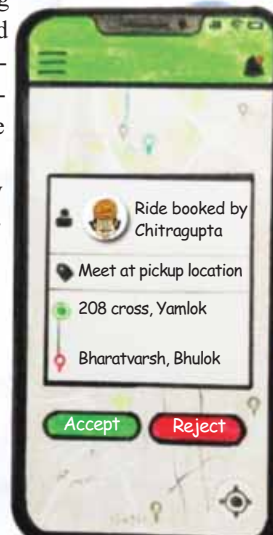 Ride booked by
Chitragupta
Meet at pickup location
208 cross, Yamlok
Bharatvarsh, Bhulok
Accept
Reject